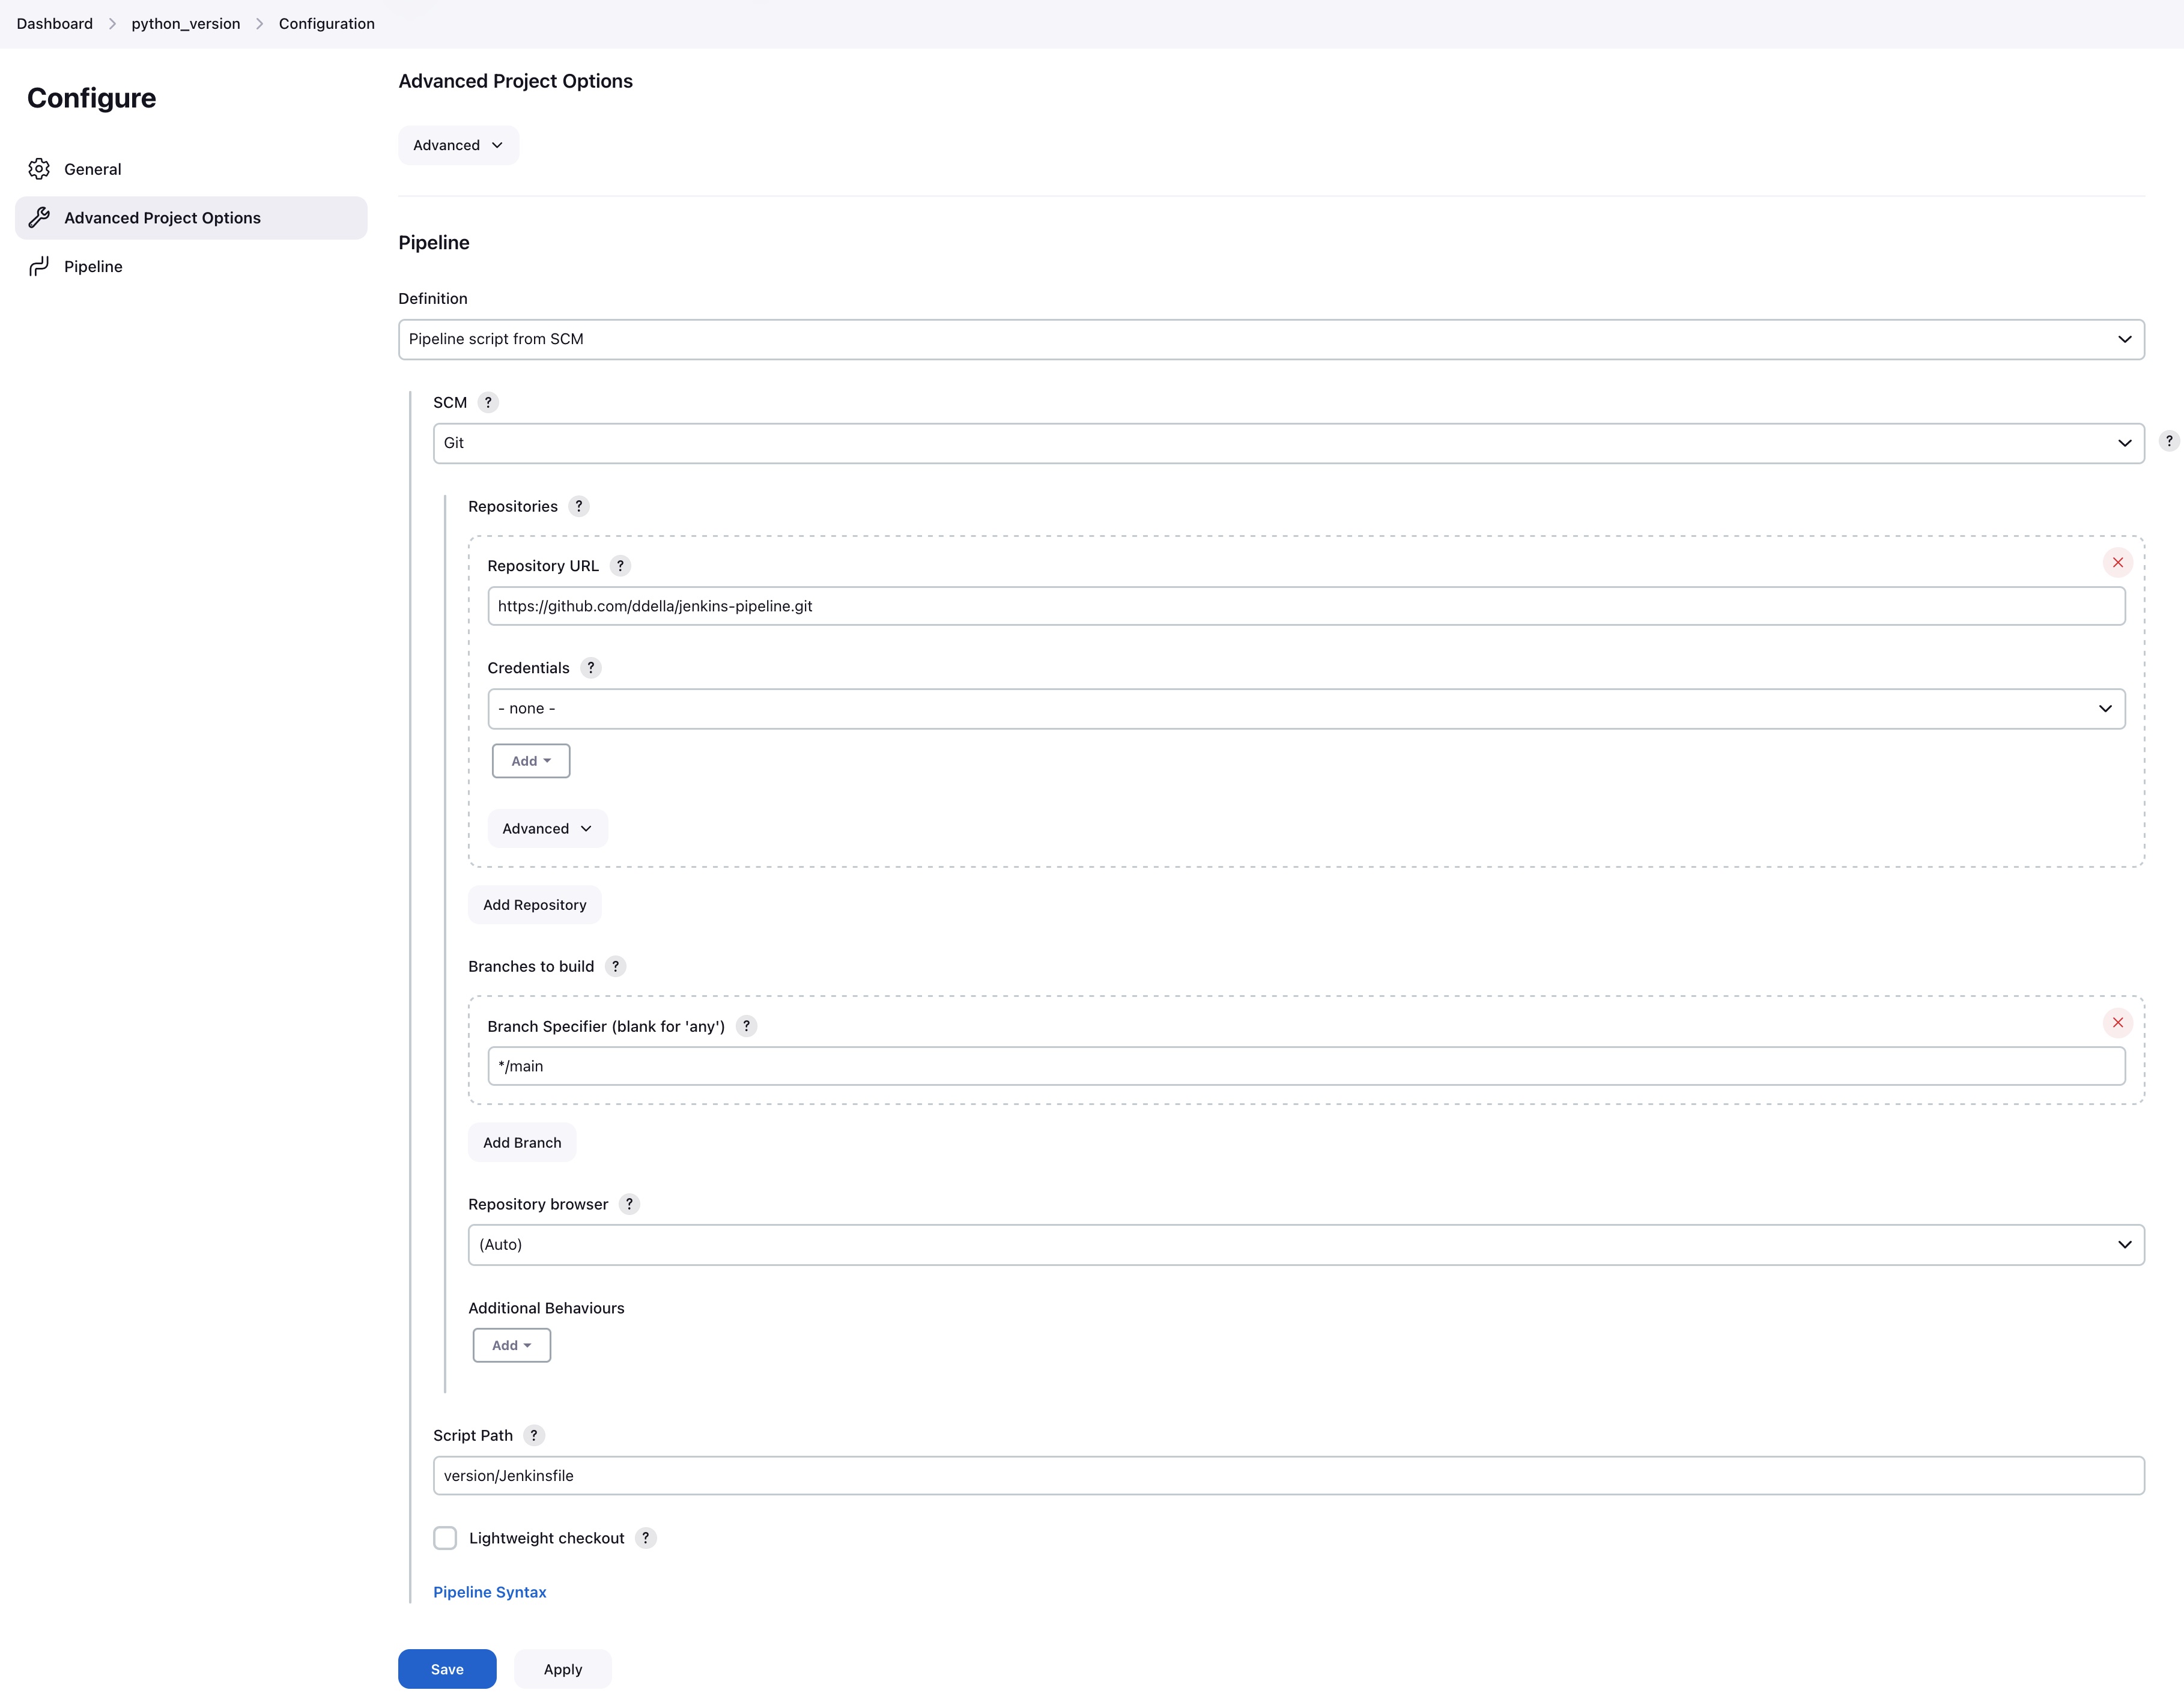 Dashboard > python_version > Configuration
Configure
General
Advanced Project Options
Pipeline
Advanced Project Options
Advanced
Pipeline
Definition
Pipeline script from SCM
SCM ?
Git
?
Repositories ?
Repository URL ?
https://github.com/ddella/jenkins-pipeline.git
Credentials ?
- none -
Add
Advanced
Add Repository
Branches to build ?
Branch Specifier (blank for 'any') ?
*/main
Add Branch
Repository browser ?
(Auto)
Additional Behaviours
Add
Script Path ?
version/Jenkinsfile
Lightweight checkout ?
Pipeline Syntax
Save Apply